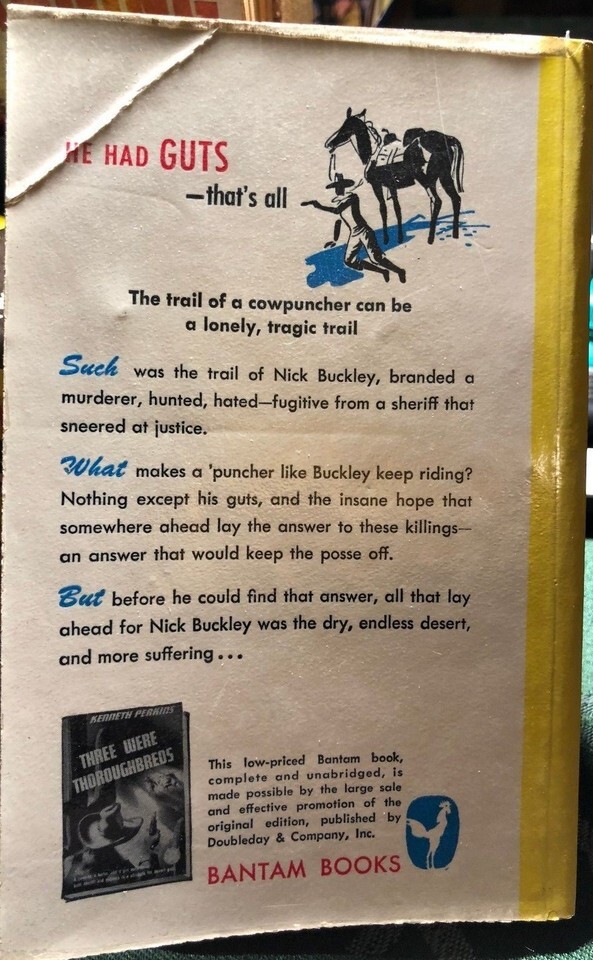 HE HAD GUTS
—that's all
The trail of a cowpuncher can be
a lonely, tragic trail
Such was the trail of Nick Buckley, branded a
murderer, hunted, hated—fugitive from a sheriff that
sneered at justice.
What makes a 'puncher like Buckley keep riding?
Nothing except his guts, and the insane hope that
somewhere ahead lay the answer to these killings—
an answer that would keep the posse off.
But before he could find that answer, all that lay
ahead for Nick Buckley was the dry, endless desert,
and more suffering...
KENNETH PERKINS
THREE WERE
THOROUGHBREDS
This low-priced Bantam book,
complete and unabridged, is
made possible by the large sale
and effective promotion of the
original edition, published by
Doubleday & Company, Inc.
BANTAM BOOKS